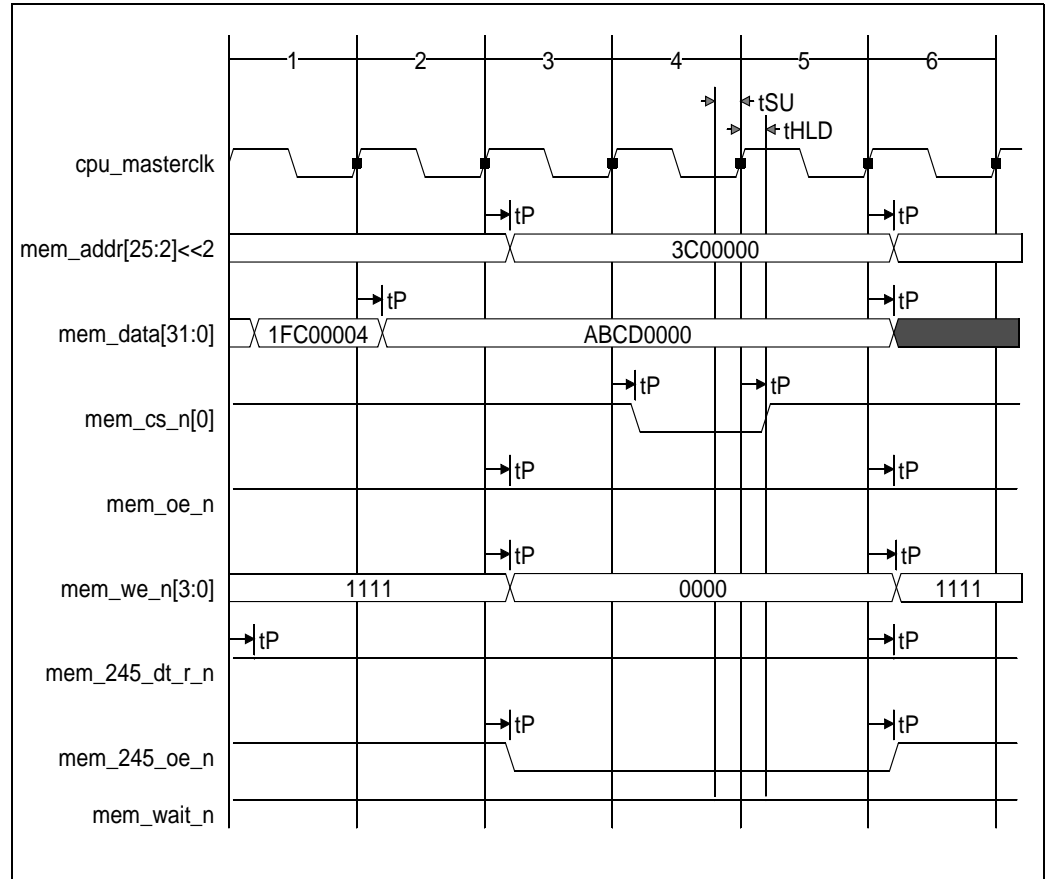 1 2 3 4 5 6
tSU
tHLD
cpu_masterclk
tP tP
mem_addr[25:2]<<2 3C00000
tP tP
mem_data[31:0] 1FC00004 ABCD0000
tP tP
mem_cs_n[0]
tP tP
mem_oe_n
tP tP
mem_we_n[3:0] 1111 0000 1111
tP tP
mem_245_dt_r_n
tP tP
mem_245_oe_n
mem_wait_n